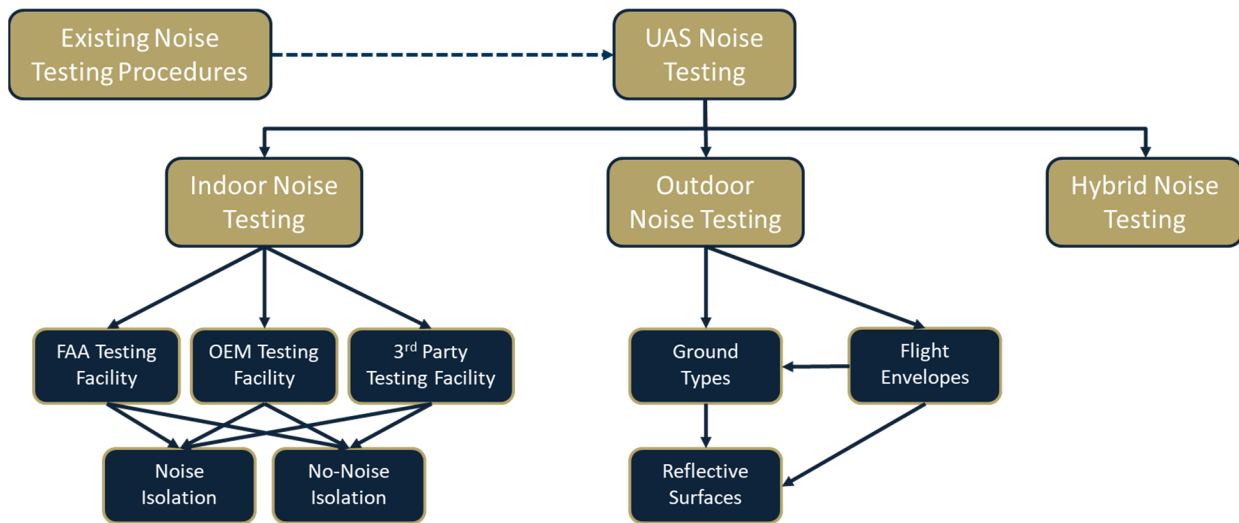 Existing Noise
Testing Procedures
UAS Noise
Testing
Indoor Noise
Testing
Outdoor
Noise Testing
Hybrid Noise
Testing
FAA Testing
Facility
OEM Testing
Facility
3rd Party
Testing Facility
Ground
Types
Flight
Envelopes
Noise
Isolation
No-Noise
Isolation
Reflective
Surfaces